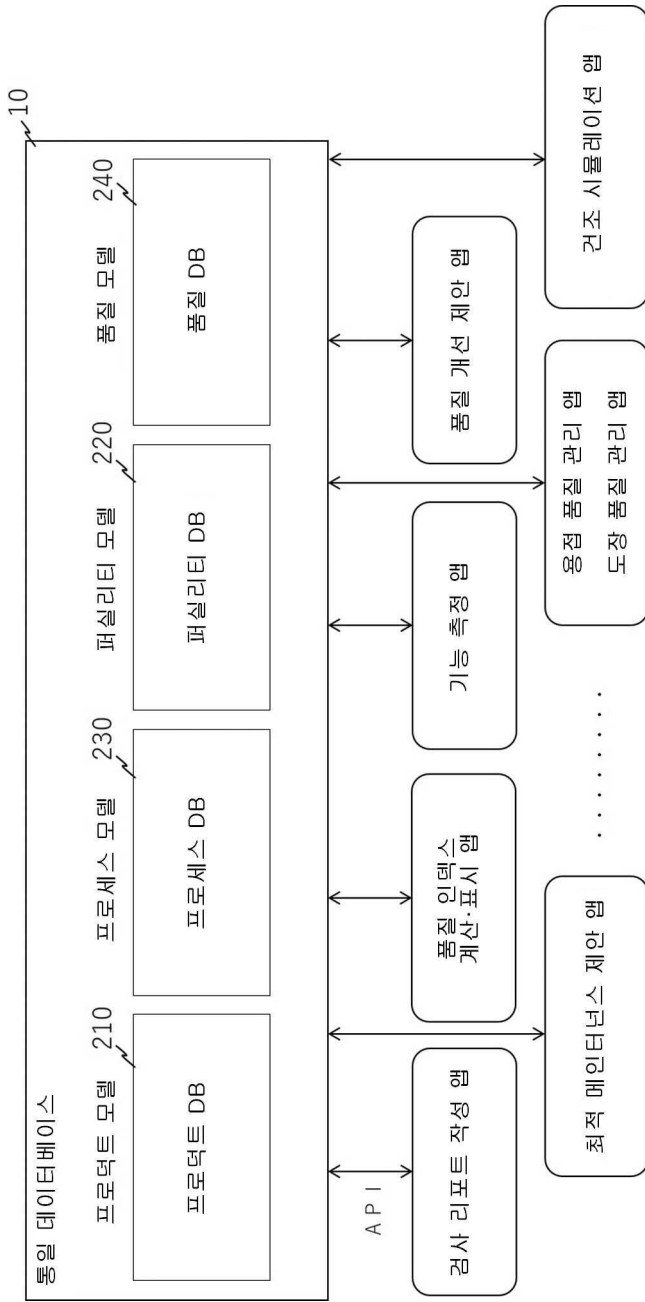 통일 데이터베이스
10
프로덕트 모델
210
프로덕트 DB
프로세스 모델
230
프로세스 DB
퍼실리티 모델
220
퍼실리티 DB
품질 모델
240
품질 DB
API
검사 리포트 작성 앱
품질 인덱스
계산·표시 앱
기능 측정 앱
품질 개선 제안 앱
최적 메인터넌스 제안 앱
·········
용접 품질 관리 앱
도장 품질 관리 앱
건조 시뮬레이션 앱